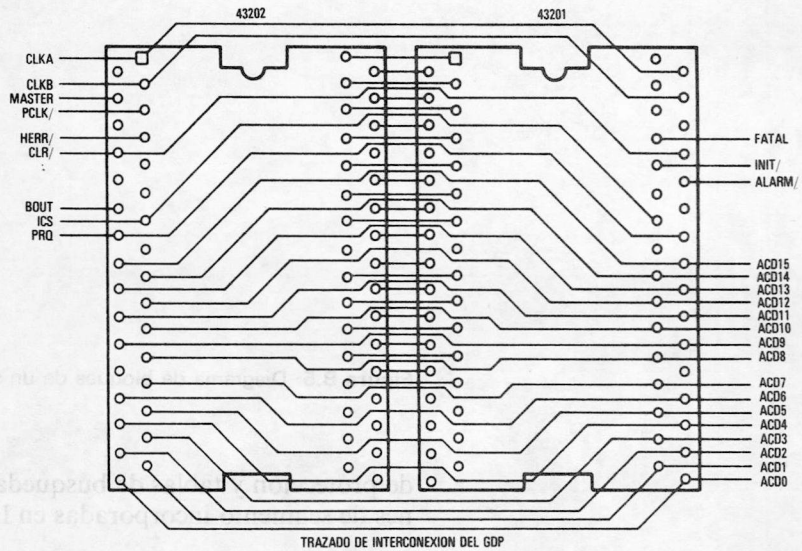 43202
43201
CLKA
CLKB
MASTER
PCLK/
HERR/
CLR/
BOUT
ICS
PRQ
FATAL
INIT/
ALARM/
ACD15
ACD14
ACD13
ACD12
ACD11
ACD10
ACD9
ACD8
ACD7
ACD6
ACD5
ACD4
ACD3
ACD2
ACD1
ACD0
TRAZADO DE INTERCONEXION DEL GDP